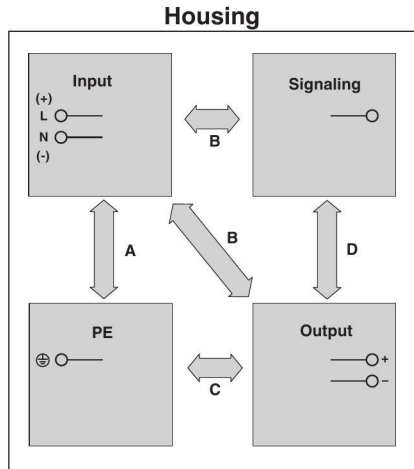 Housing
Input
(+)
L
N
(-)
Signaling
B
A
B
D
PE
Output
+
–
C